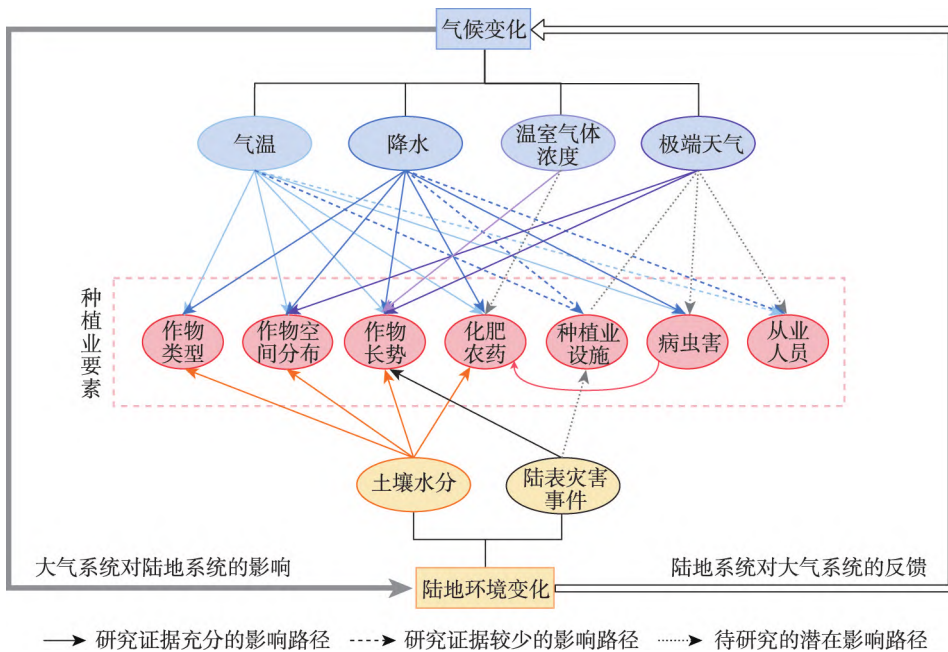 气候变化
气温
降水
温室气体
浓度
极端天气
种植业要素
作物
类型
作物空
间分布
作物
长势
化肥
农药
种植业
设施
病虫害
从业
人员
土壤水分
陆表灾害
事件
大气系统对陆地系统的影响
陆地环境变化
陆地系统对大气系统的反馈
研究证据充分的影响路径
研究证据较少的影响路径
待研究的潜在影响路径